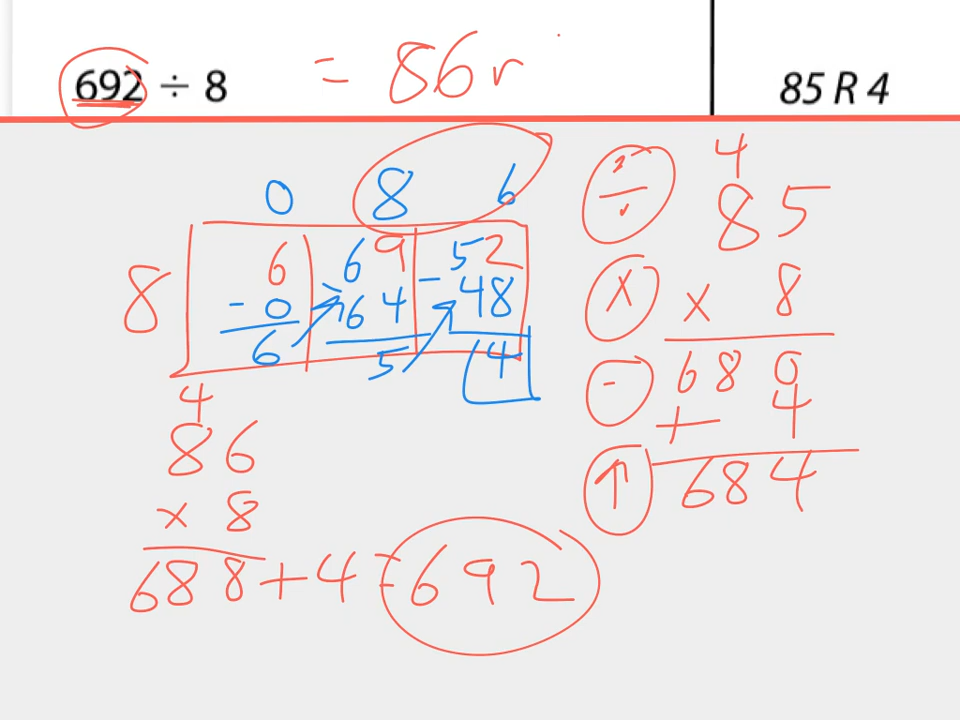 692 ÷ 8 = 86 r
85 R 4
0 8 6
8 6 69 52
- 0 64 - 48
6 5 4
4
86
x 8
688 + 4 = 692
÷
x
-
↑
4
85
x 8
680
+ 4
684